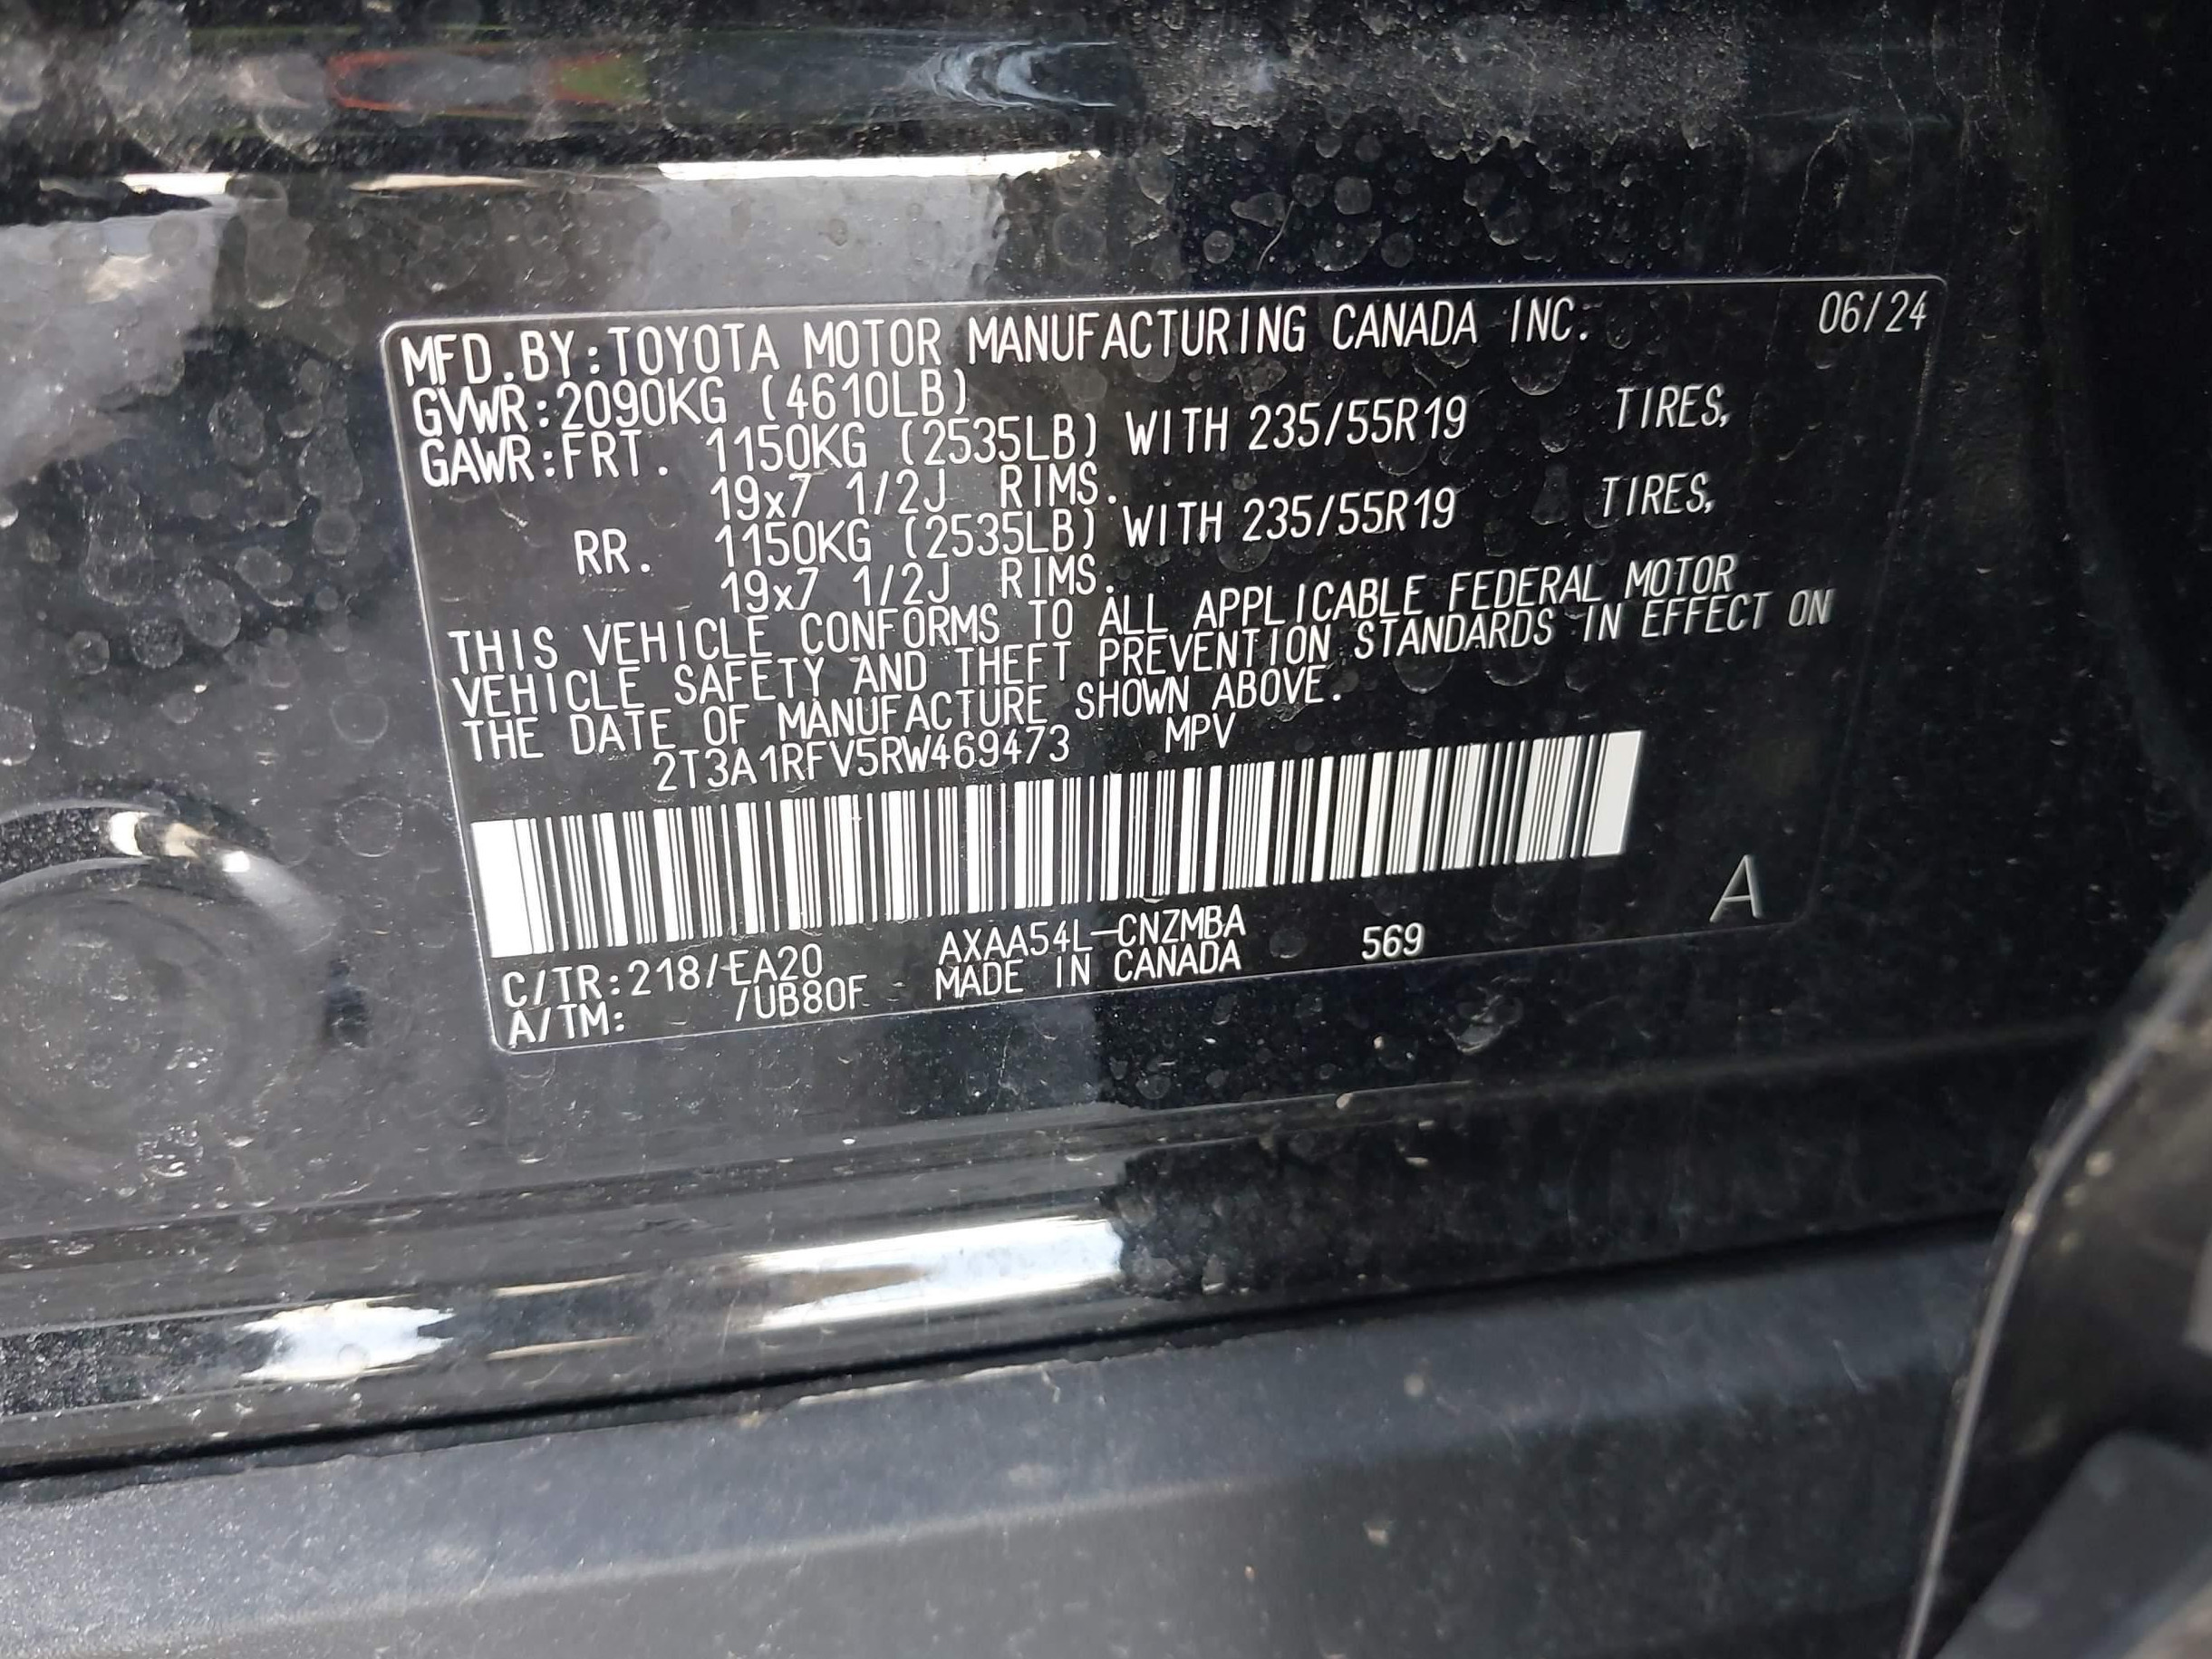 MFD.BY:TOYOTA MOTOR MANUFACTURING CANADA INC. 06/24
GVWR:2090KG (4610LB)
GAWR:FRT. 1150KG (2535LB) WITH 235/55R19 TIRES,
19x7 1/2J RIMS.
RR. 1150KG (2535LB) WITH 235/55R19 TIRES,
19x7 1/2J RIMS.
THIS VEHICLE CONFORMS TO ALL APPLICABLE FEDERAL MOTOR
VEHICLE SAFETY AND THEFT PREVENTION STANDARDS IN EFFECT ON
THE DATE OF MANUFACTURE SHOWN ABOVE.
2T3A1RFV5RW469473 MPV
A
C/TR:218/EA20 AXAA54L-CNZMBA 569
A/TM: /UB80F MADE IN CANADA